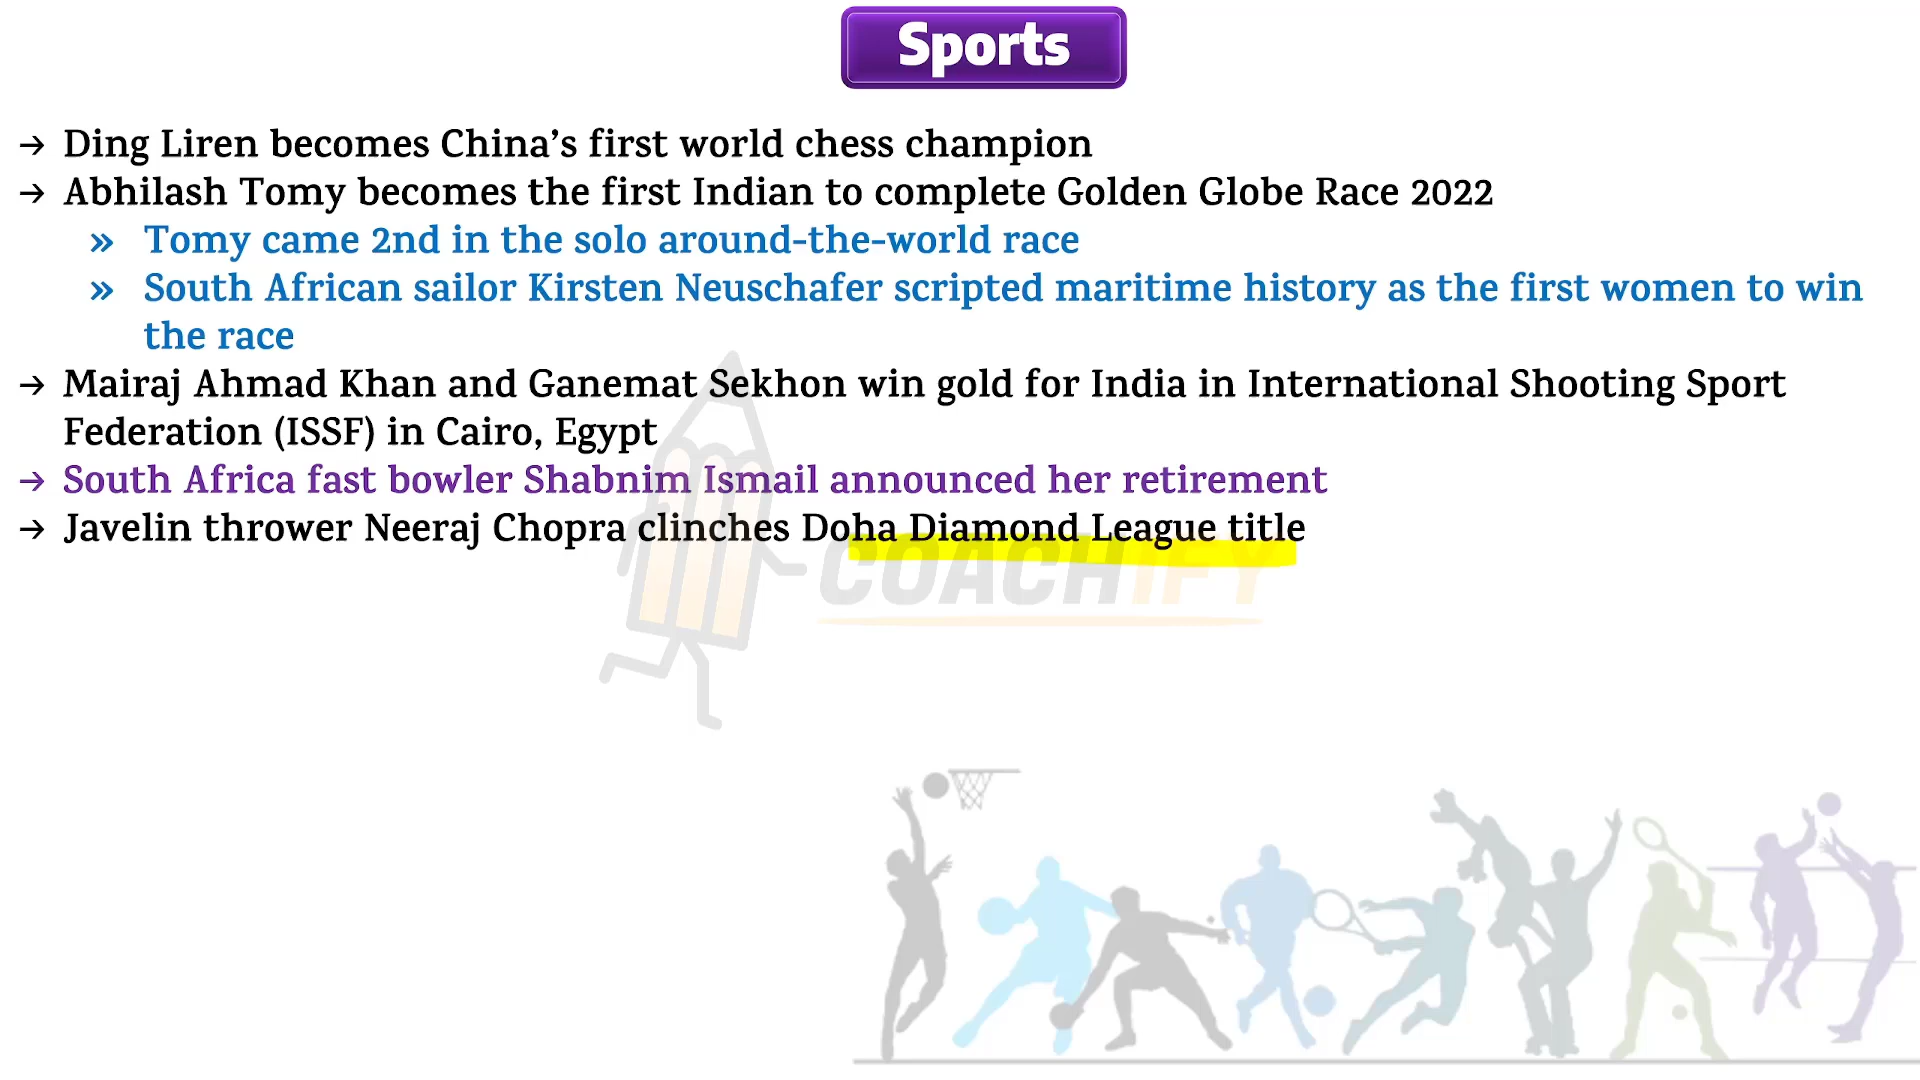 Sports
→ Ding Liren becomes China’s first world chess champion
→ Abhilash Tomy becomes the first Indian to complete Golden Globe Race 2022
» Tomy came 2nd in the solo around-the-world race
» South African sailor Kirsten Neuschafer scripted maritime history as the first women to win
the race
→ Mairaj Ahmad Khan and Ganemat Sekhon win gold for India in International Shooting Sport
Federation (ISSF) in Cairo, Egypt
→ South Africa fast bowler Shabnim Ismail announced her retirement
→ Javelin thrower Neeraj Chopra clinches Doha Diamond League title
COACHIFY